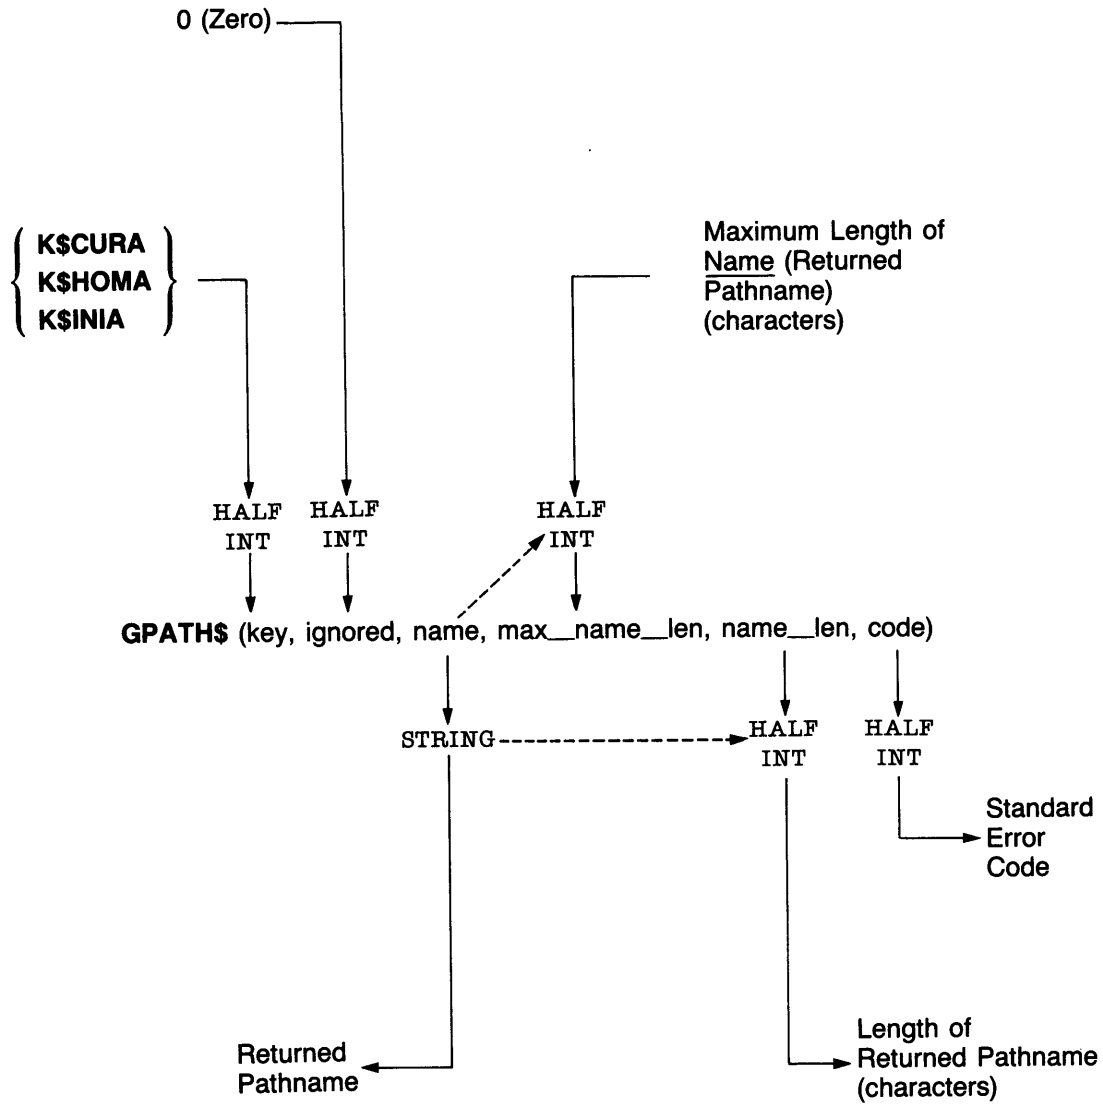 0 (Zero)
K$CURA
K$HOMA
K$INIA
Maximum Length of
Name (Returned
Pathname)
(characters)
HALF
INT
HALF
INT
HALF
INT
GPATH$ (key, ignored, name, max__name__len, name__len, code)
STRING
HALF
INT
HALF
INT
Standard
Error
Code
Returned
Pathname
Length of
Returned Pathname
(characters)